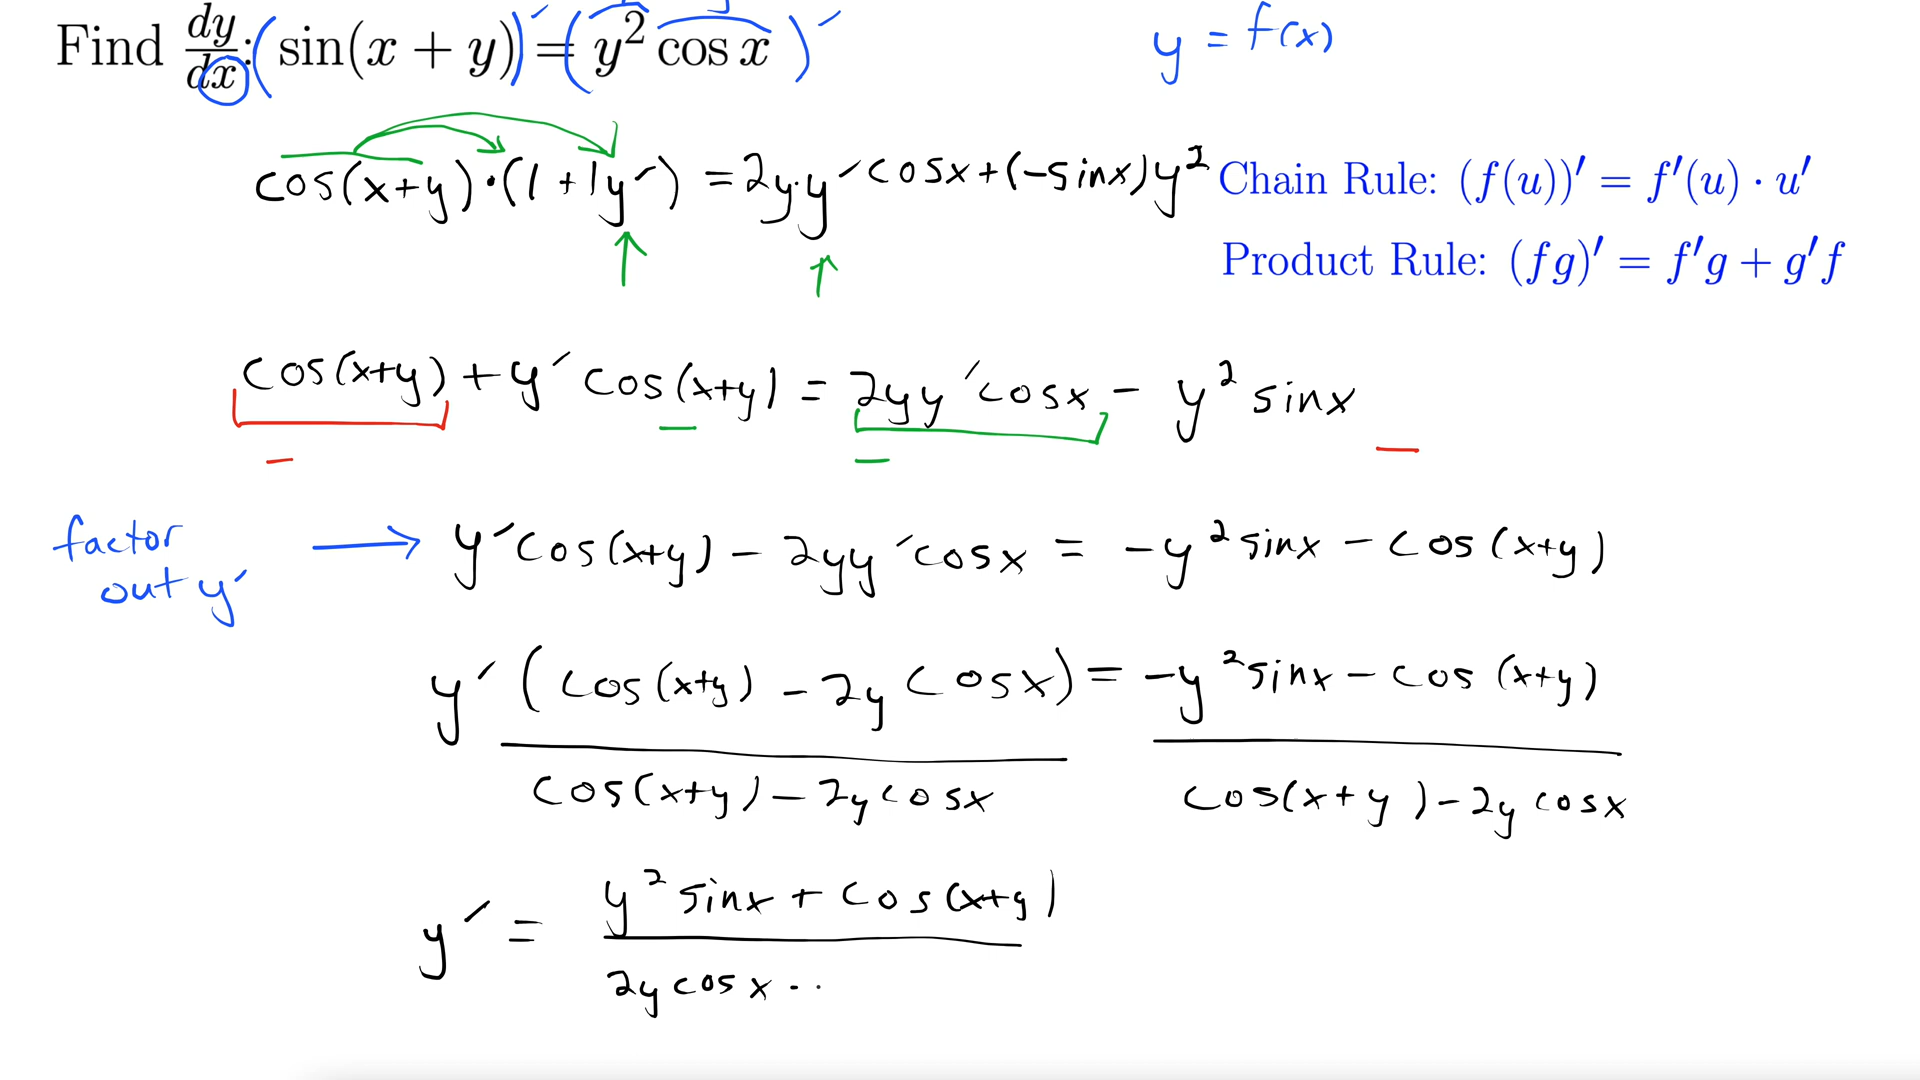 Find dy/dx: (sin(x + y))′ = (y² cos x)′
y = f(x)
cos(x+y)·(1+1y′) = 2y·y′cosx+(-sinx)y²
Chain Rule: (f(u))′ = f′(u) · u′
Product Rule: (fg)′ = f′g + g′f
cos(x+y) + y′ cos(x+y) = 2yy′cosx - y² sinx
factor out y′ → y′cos(x+y) - 2yy′cosx = -y² sinx - cos(x+y)
y′ (cos(x+y) - 2y cosx) = -y² sinx - cos(x+y)
cos(x+y) - 2y cosx   cos(x+y) - 2y cosx
y′ = y² sinx + cos(x+y)
2y cosx ..